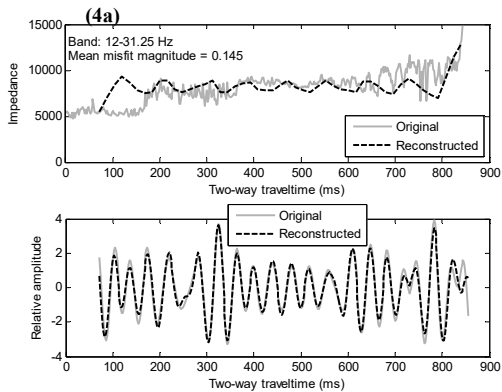 (4a)
15000
10000
5000
0
Impedance
Band: 12-31.25 Hz
Mean misfit magnitude = 0.145
Original
Reconstructed
0 100 200 300 400 500 600 700 800 900
Two-way traveltime (ms)
4
2
0
-2
-4
Relative amplitude
Original
Reconstructed
0 100 200 300 400 500 600 700 800 900
Two-way traveltime (ms)